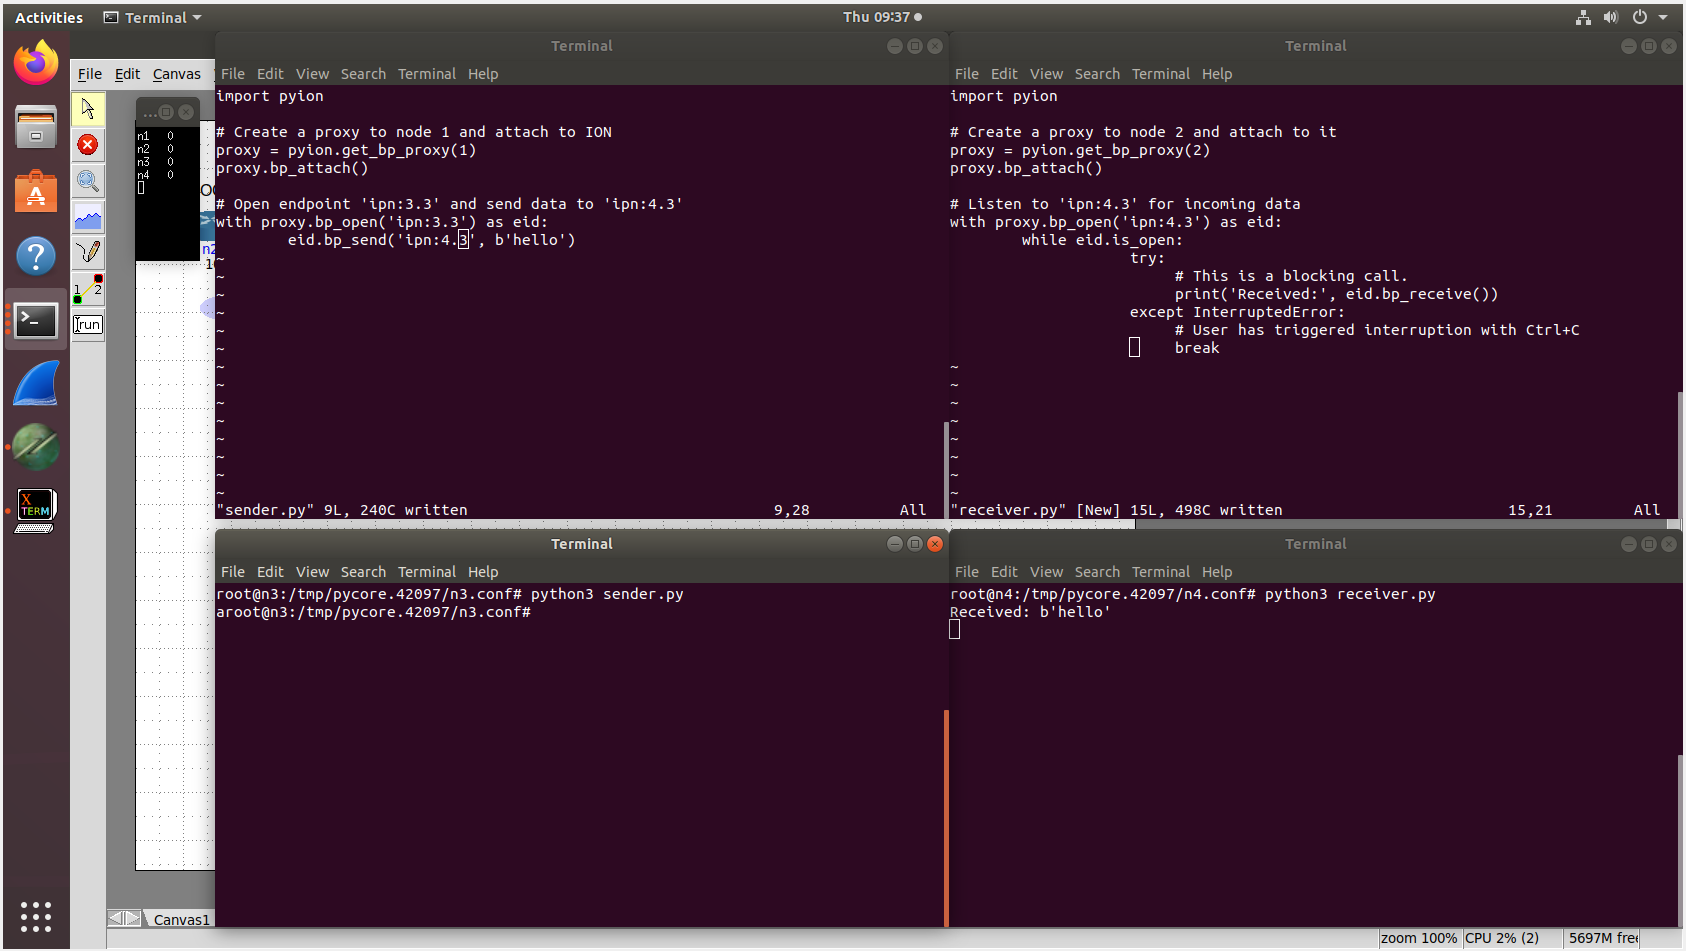 Activities Terminal Thu 09:37
File Edit Canvas
...
n1 0
n2 0
n3 0
n4 0
n2
1
2
run
X
TERM
Canvas1
Terminal
File Edit View Search Terminal Help
import pyion
# Create a proxy to node 1 and attach to ION
proxy = pyion.get_bp_proxy(1)
proxy.bp_attach()
# Open endpoint 'ipn:3.3' and send data to 'ipn:4.3'
with proxy.bp_open('ipn:3.3') as eid:
eid.bp_send('ipn:4.3', b'hello')
~
~
~
~
~
~
~
~
~
~
~
~
~
~
"sender.py" 9L, 240C written 9,28 All
Terminal
File Edit View Search Terminal Help
import pyion
# Create a proxy to node 2 and attach to it
proxy = pyion.get_bp_proxy(2)
proxy.bp_attach()
# Listen to 'ipn:4.3' for incoming data
with proxy.bp_open('ipn:4.3') as eid:
while eid.is_open:
try:
# This is a blocking call.
print('Received:', eid.bp_receive())
except InterruptedError:
# User has triggered interruption with Ctrl+C
break
~
~
~
~
~
~
~
~
"receiver.py" [New] 15L, 498C written 15,21 All
Terminal
File Edit View Search Terminal Help
root@n3:/tmp/pycore.42097/n3.conf# python3 sender.py
aroot@n3:/tmp/pycore.42097/n3.conf#
Terminal
File Edit View Search Terminal Help
root@n4:/tmp/pycore.42097/n4.conf# python3 receiver.py
Received: b'hello'
zoom 100% CPU 2% (2) 5697M free